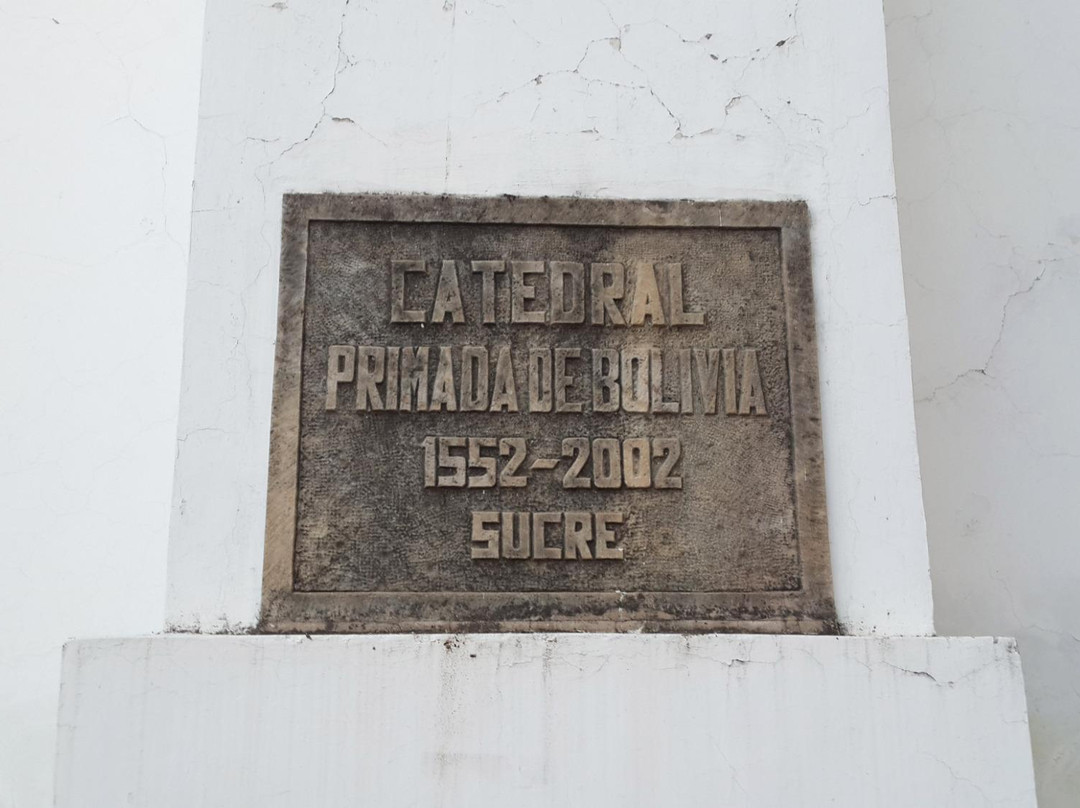 CATEDRAL
PRIMADA DE BOLIVIA
1552-2002
SUCRE